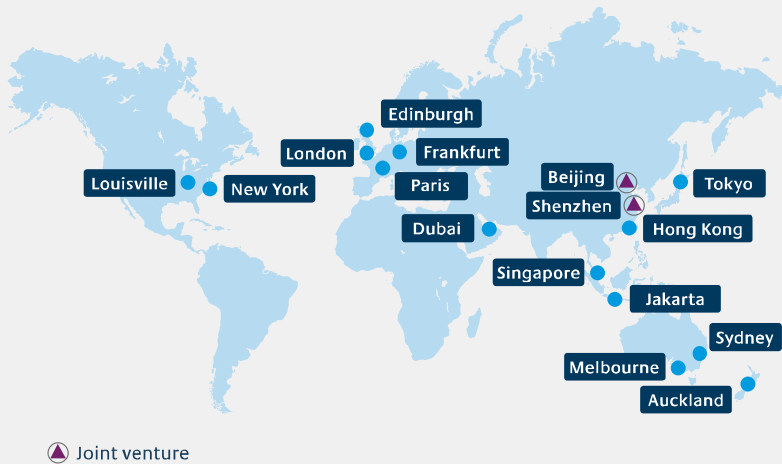 Edinburgh
London
Frankfurt
Paris
Louisville
New York
Beijing
Shenzhen
Tokyo
Dubai
Hong Kong
Singapore
Jakarta
Sydney
Melbourne
Auckland
Joint venture